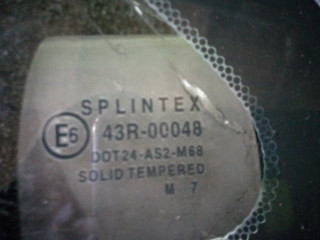 SPLINTEX
E6 43R-00048
DOT24-AS2-M68
SOLID TEMPERED
M 7